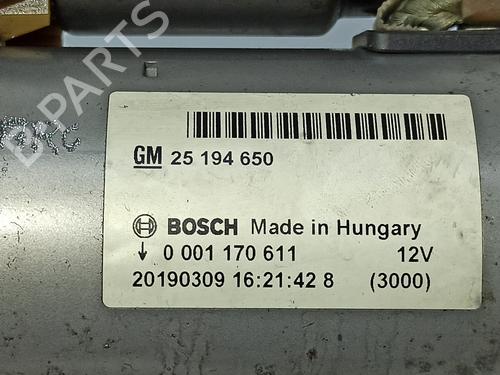 GM 25 194 650
BOSCH Made in Hungary
0 001 170 611 12V
20190309 16:21:42 8 (3000)
B-PARTS